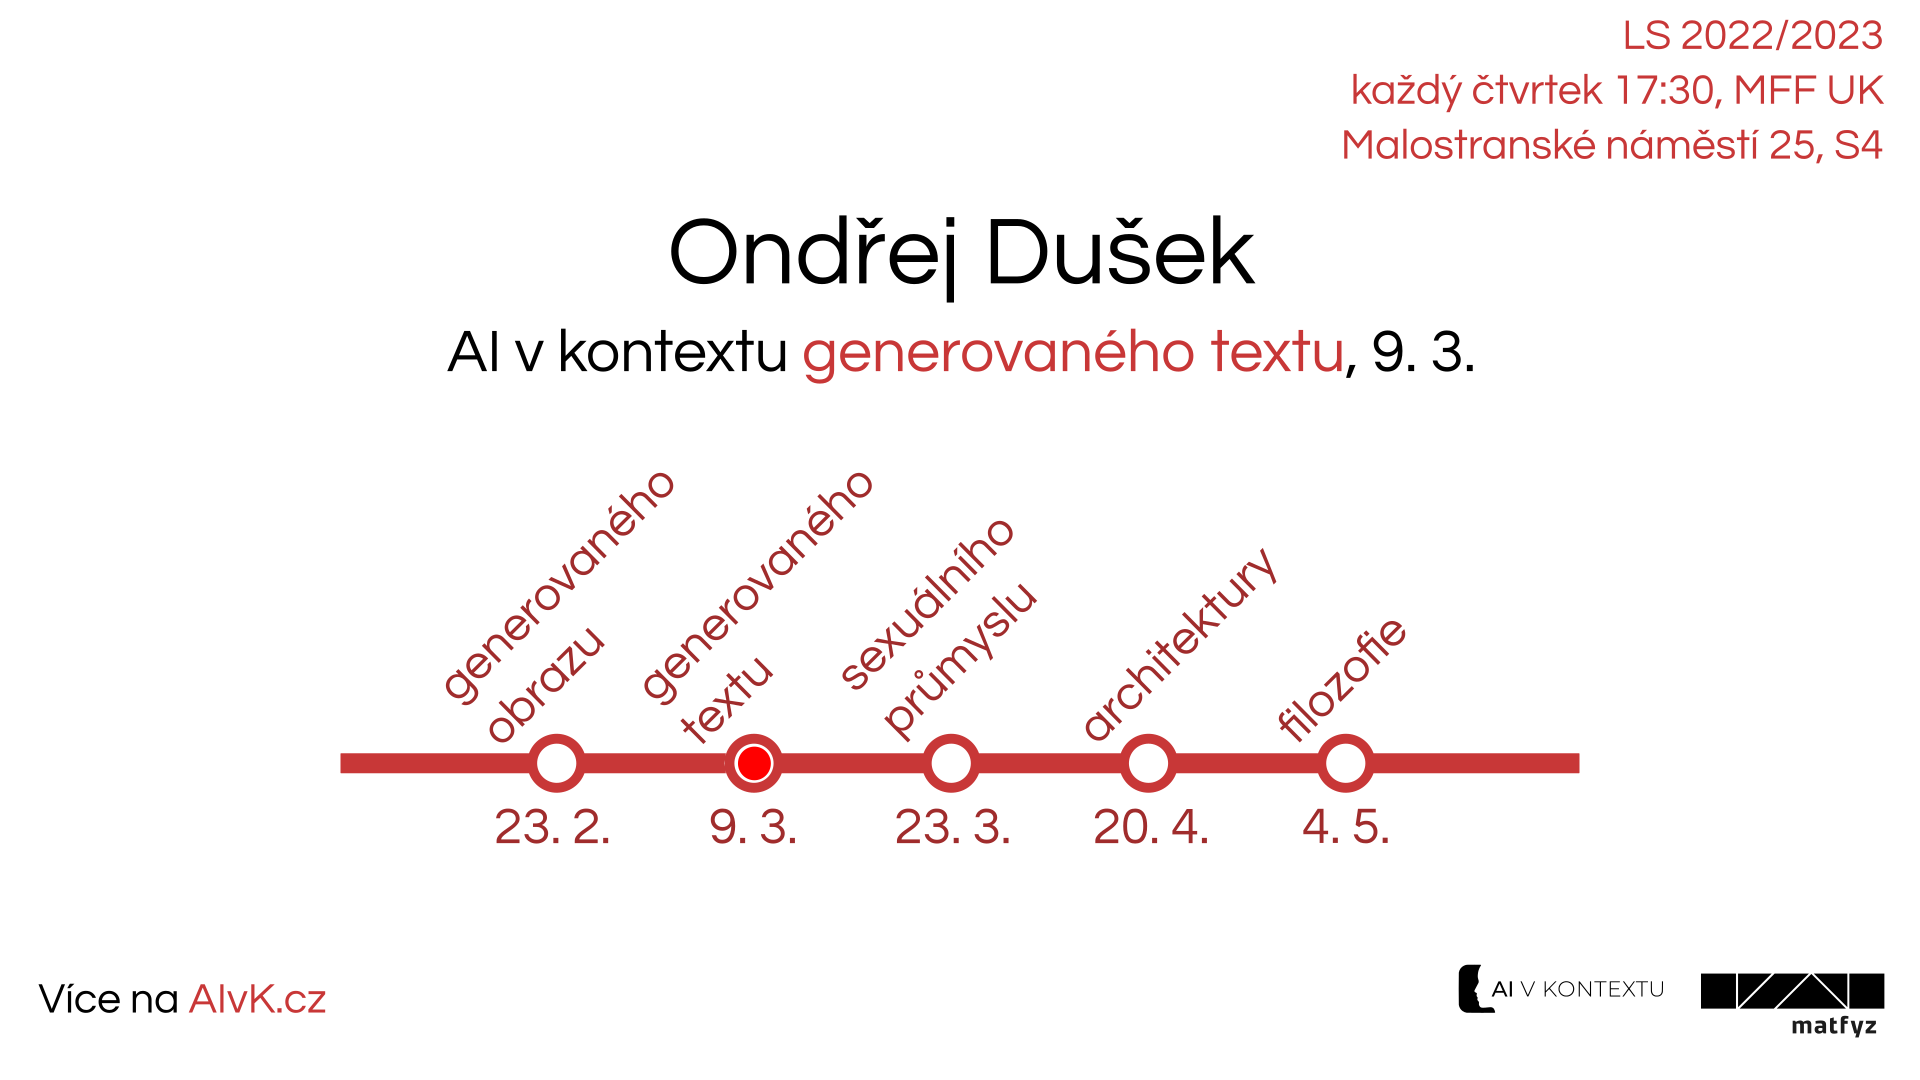 LS 2022/2023
každý čtvrtek 17:30, MFF UK
Malostranské náměstí 25, S4
Ondřej Dušek
AI v kontextu generovaného textu, 9. 3.
generovaného
obrazu
generovaného
textu
sexuálního
průmyslu
architektury
filozofie
23. 2.
9. 3.
23. 3.
20. 4.
4. 5.
Více na AIvK.cz
AI V KONTEXTU
matfyz